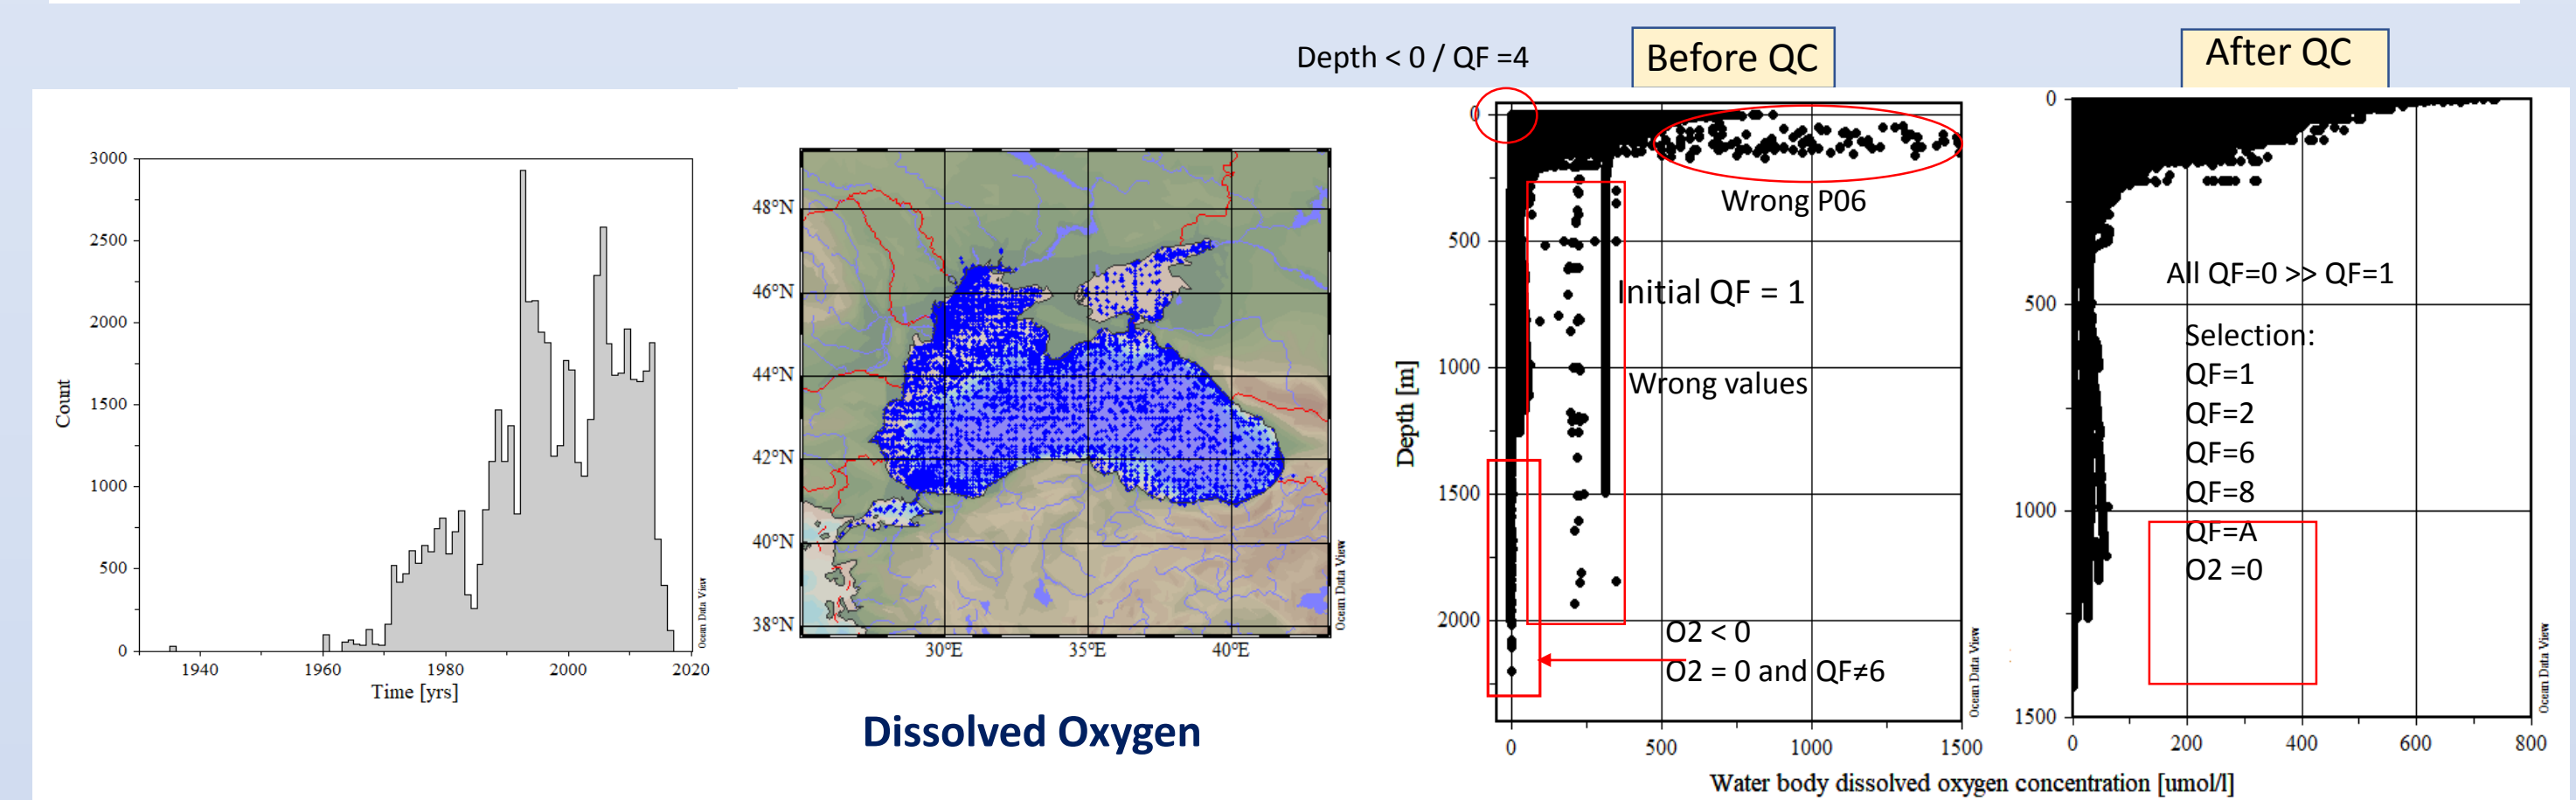 Depth < 0 / QF =4
Before QC
After QC
3000
2500
2000
1500
1000
500
0
Count
1940
1960
1980
2000
2020
Time [yrs]
Ocean Data View
48°N
46°N
44°N
42°N
40°N
38°N
30°E
35°E
40°E
Ocean Data View
Dissolved Oxygen
0
500
1000
1500
2000
Depth [m]
Wrong P06
Initial QF = 1
Wrong values
O2 < 0
O2 = 0 and QF≠6
0
500
1000
1500
Ocean Data View
0
500
1000
1500
All QF=0 >> QF=1
Selection:
QF=1
QF=2
QF=6
QF=8
QF=A
O2 =0
0
200
400
600
800
Ocean Data View
Water body dissolved oxygen concentration [umol/l]